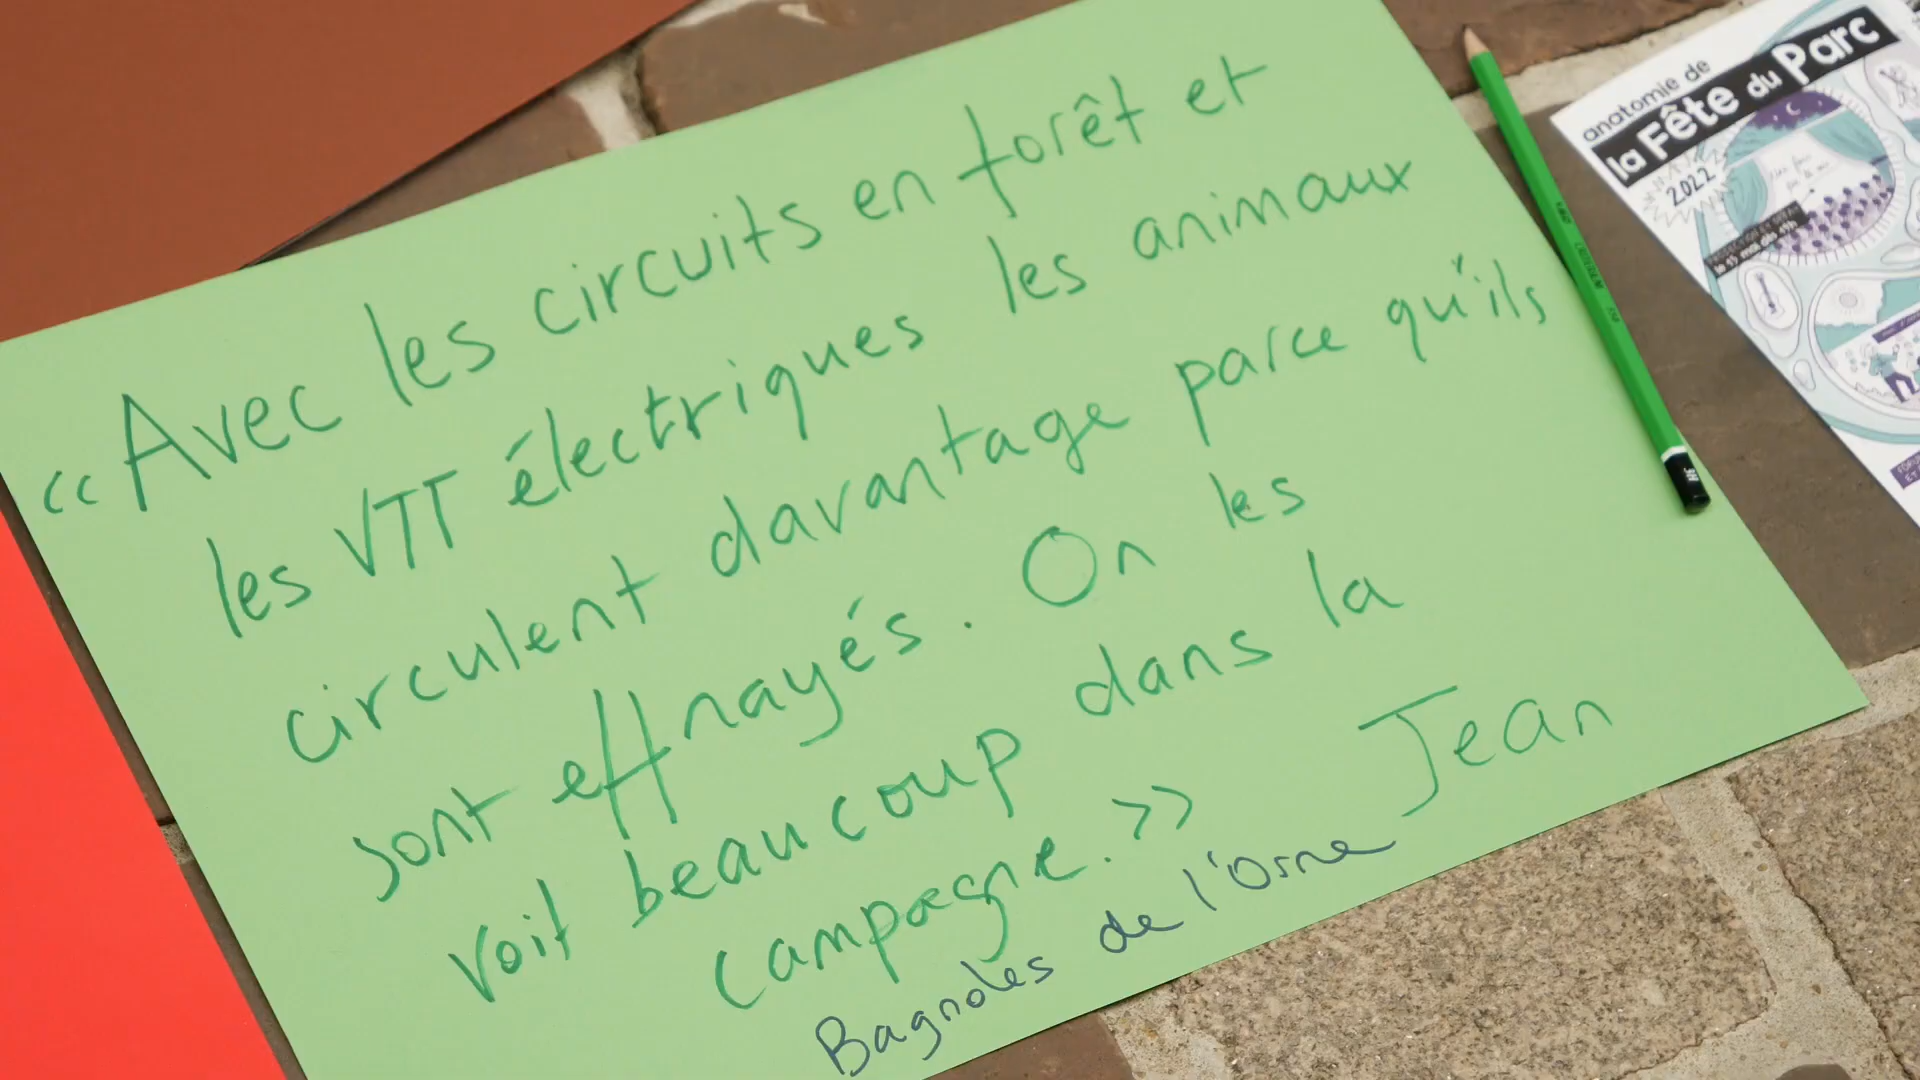 « Avec les circuits en forêt et
les VTT électriques les animaux
circulent davantage parce qu'ils
sont effrayés. On les
voit beaucoup dans la
campagne. »
Jean
Bagnoles de l'Orne
anatomie de
la Fête du Parc
2022